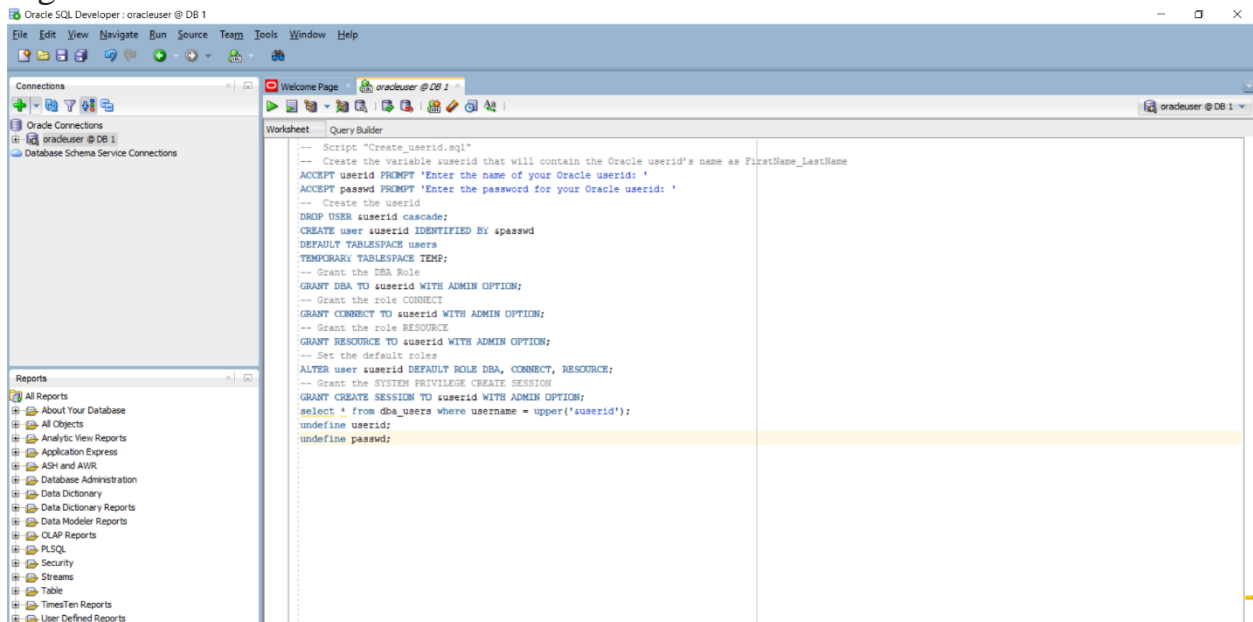 Oracle SQL Developer : oracleuser @ DB 1
File Edit View Navigate Run Source Team Tools Window Help
Connections
Oracle Connections
oracleuser @ DB 1
Database Schema Service Connections
Reports
All Reports
About Your Database
All Objects
Analytic View Reports
Application Express
ASH and AWR
Database Administration
Data Dictionary
Data Dictionary Reports
Data Modeler Reports
OLAP Reports
PLSQL
Security
Streams
Table
TimesTen Reports
User Defined Reports
Welcome Page
oracleuser @ DB 1
oracleuser @ DB 1
Worksheet Query Builder
-- Script "Create_userid.sql"
-- Create the variable &userid that will contain the Oracle userid's name as FirstName_LastName
ACCEPT userid PROMPT 'Enter the name of your Oracle userid: '
ACCEPT passwd PROMPT 'Enter the password for your Oracle userid: '
-- Create the userid
DROP USER &userid cascade;
CREATE user &userid IDENTIFIED BY &passwd
DEFAULT TABLESPACE users
TEMPORARY TABLESPACE TEMP;
-- Grant the DBA Role
GRANT DBA TO &userid WITH ADMIN OPTION;
-- Grant the role CONNECT
GRANT CONNECT TO &userid WITH ADMIN OPTION;
-- Grant the role RESOURCE
GRANT RESOURCE TO &userid WITH ADMIN OPTION;
-- Set the default roles
ALTER user &userid DEFAULT ROLE DBA, CONNECT, RESOURCE;
-- Grant the SYSTEM PRIVILEGE CREATE SESSION
GRANT CREATE SESSION TO &userid WITH ADMIN OPTION;
select * from dba_users where username = upper('&userid');
undefine userid;
undefine passwd;